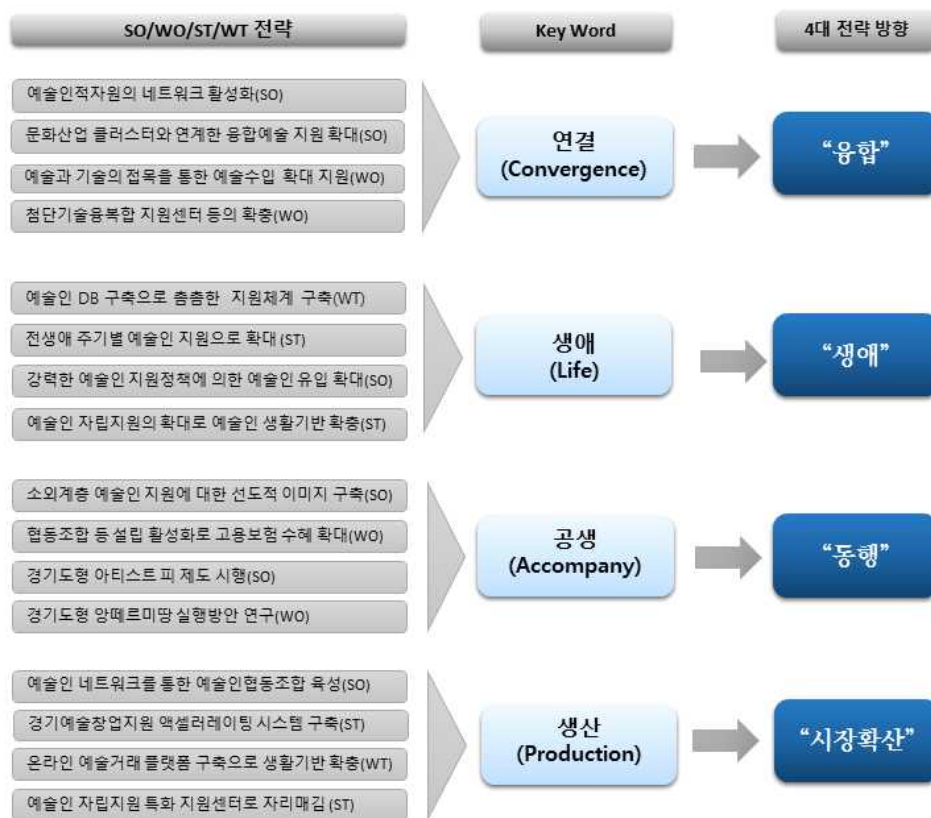 SO/WO/ST/WT 전략
Key Word
4대 전략 방향
예술인적자원의 네트워크 활성화(SO)
문화산업 클러스터와 연계한 융합예술 지원 확대(SO)
예술과 기술의 접목을 통한 예술수입 확대 지원(WO)
첨단기술융복합 지원센터 등의 확충(WO)
연결
(Convergence)
“융합”
예술인 DB 구축으로 촘촘한 지원체계 구축(WT)
전생애 주기별 예술인 지원으로 확대(ST)
강력한 예술인 지원정책에 의한 예술인 유입 확대(SO)
예술인 자립지원의 확대로 예술인 생활기반 확충(ST)
생애
(Life)
“생애”
소외계층 예술인 지원에 대한 선도적 이미지 구축(SO)
협동조합 등 설립 활성화로 고용보험 수혜 확대(WO)
경기도형 아티스트 피 제도 시행(SO)
경기도형 앙떼르미땅 실행방안 연구(WO)
공생
(Accompany)
“동행”
예술인 네트워크를 통한 예술인협동조합 육성(SO)
경기예술창업지원 액셀러레이팅 시스템 구축(ST)
온라인 예술거래 플랫폼 구축으로 생활기반 확충(WT)
예술인 자립지원 특화 지원센터로 자리매김(ST)
생산
(Production)
“시장확산”